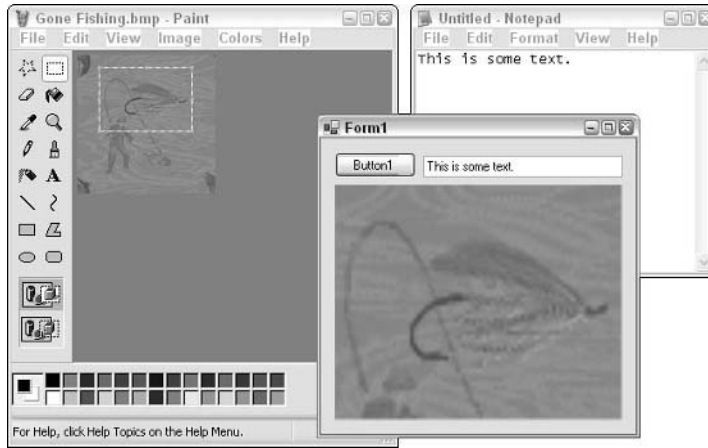 Gone Fishing.bmp - Paint
File Edit View Image Colors Help
A
For Help, click Help Topics on the Help Menu.
Untitled - Notepad
File Edit Format View Help
This is some text.
Form1
Button1 This is some text.